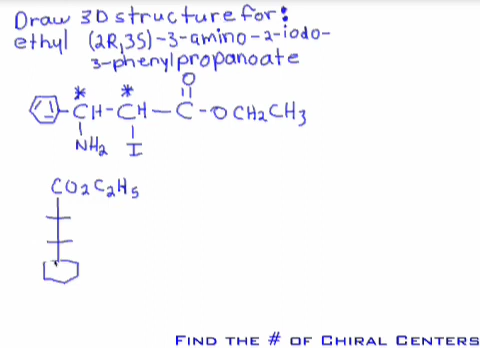 Draw 3D structure for:
ethyl (2R,3S)-3-amino-2-iodo-
3-phenylpropanoate
O
* *
CH-CH-C-OCH2CH3
NH2 I
CO2C2H5
FIND THE # OF CHIRAL CENTERS